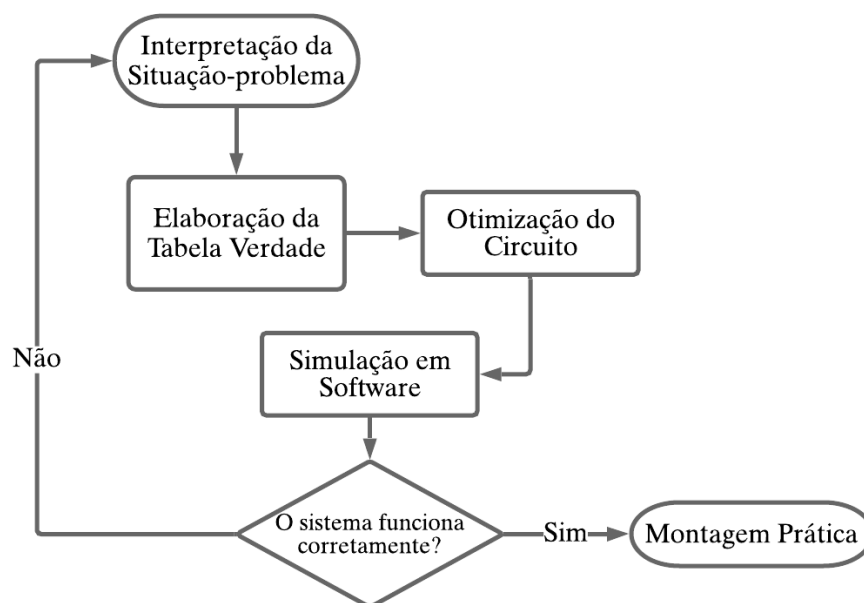 Interpretação da
Situação-problema
Elaboração da
Tabela Verdade
Otimização do
Circuito
Simulação em
Software
Não
O sistema funciona
corretamente?
Sim
Montagem Prática